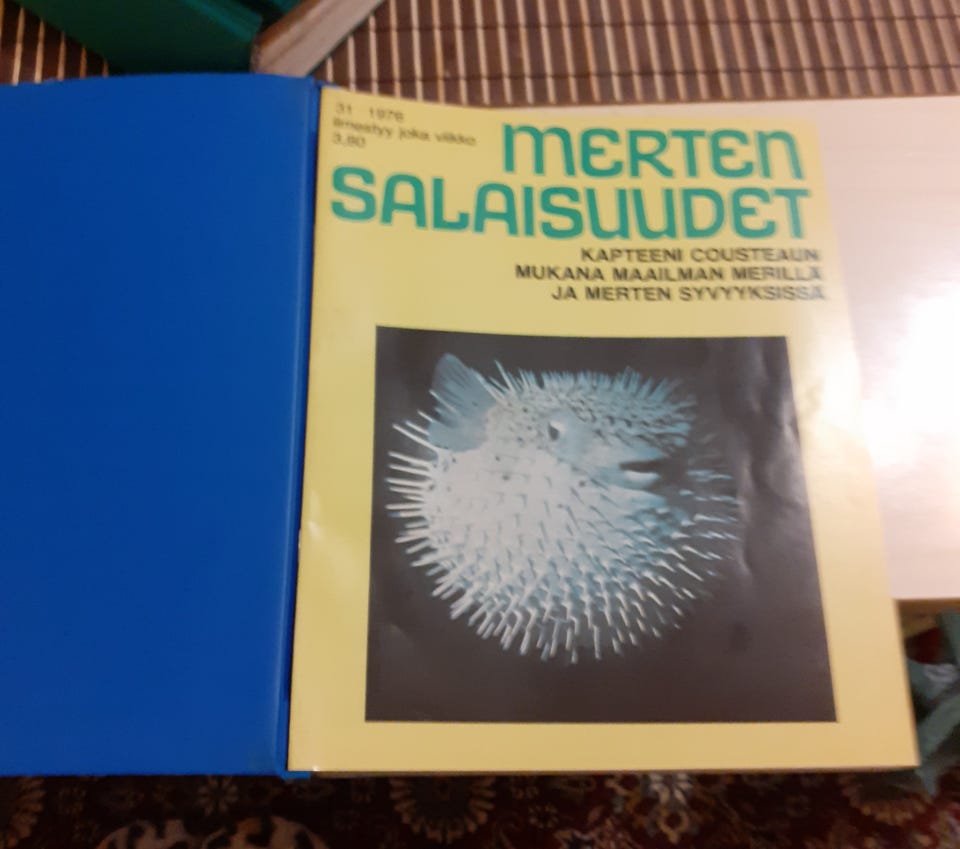 31 1976
Ilmestyy joka viikko
3,80
MERTEN
SALAISUUDET
KAPTEENI COUSTEAUN
MUKANA MAAILMAN MERILLÄ
JA MERTEN SYVYYKSISSÄ